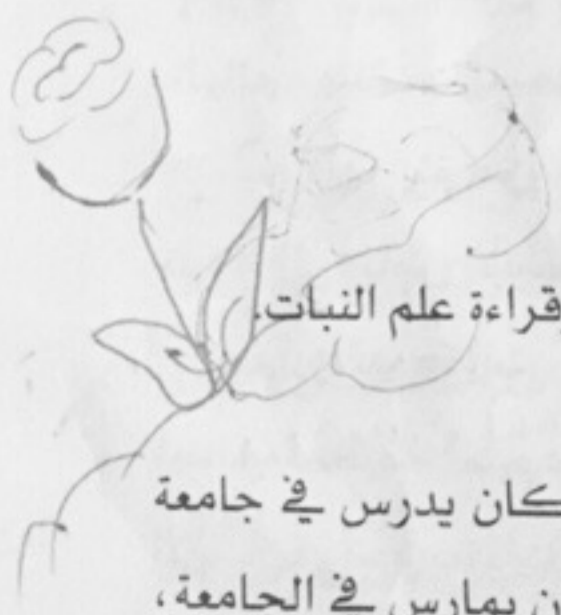 قراءة علم النبات.
كان يدرس في جامعة
ن يمارس في الجامعة،